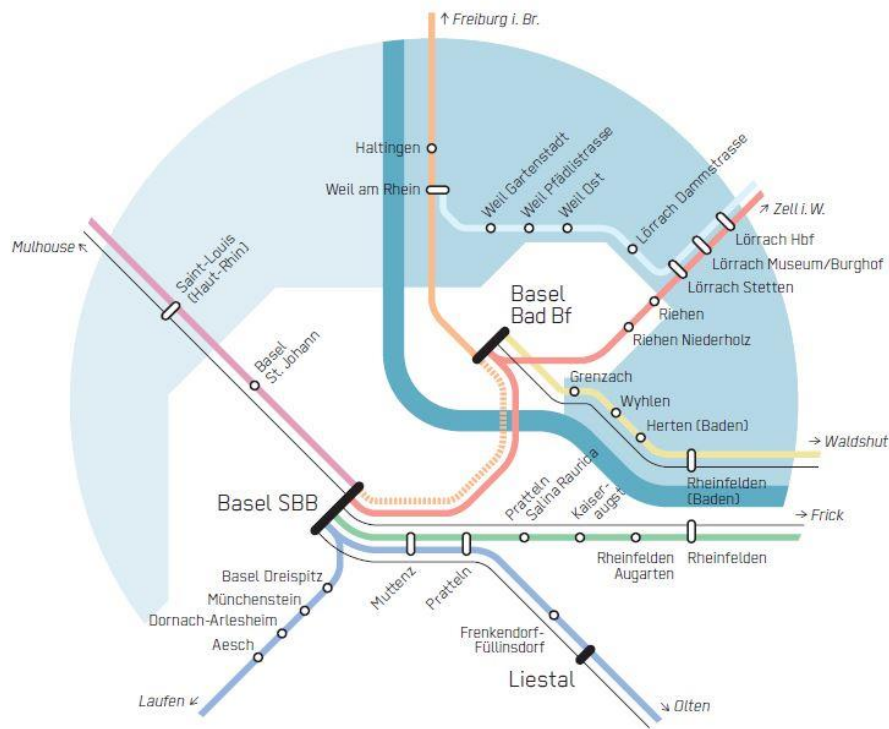 ↑ Freiburg i. Br.
Haltingen
Weil am Rhein
Weil Gartenstadt
Weil Pfädlistrasse
Weil Ost
Lörrach Dammstrasse
↗ Zell i. W.
Lörrach Hbf
Lörrach Museum/Burghof
Lörrach Stetten
Riehen
Riehen Niederholz
Mulhouse ↖
Saint-Louis
(Haut-Rhin)
Basel
St. Johann
Basel
Bad Bf
Grenzach
Wyhlen
Herten (Baden)
→ Waldshut
Rheinfelden
(Baden)
Basel SBB
Pratteln
Salina Raurica
Kaiser-
augst
→ Frick
Rheinfelden
Augarten
Rheinfelden
Muttenz
Pratteln
Basel Dreispitz
Münchenstein
Dornach-Arlesheim
Aesch
Laufen ↙
Frenkendorf-
Füllinsdorf
Liestal
↘ Olten